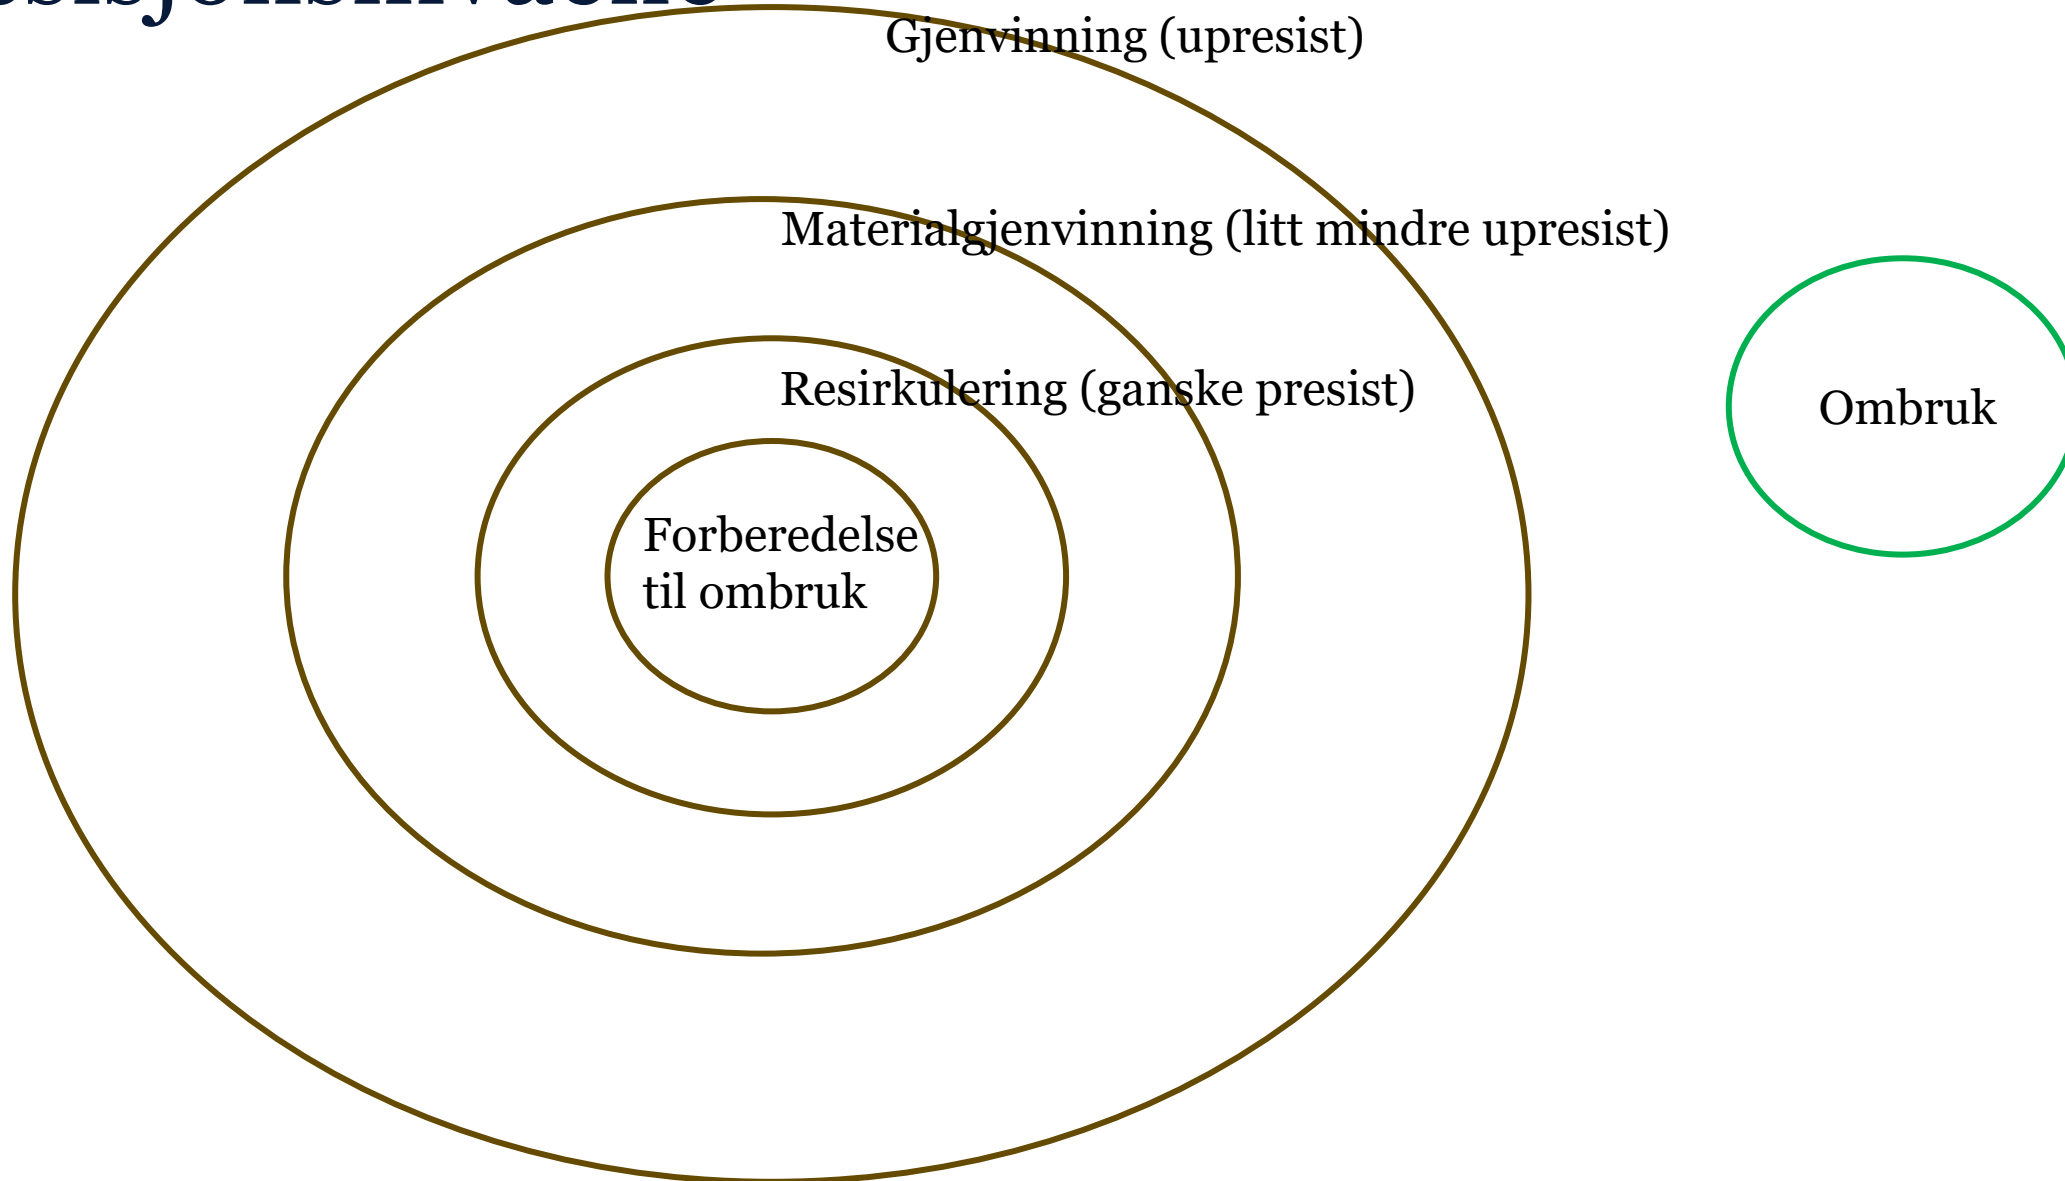 Gjenvinning (upresist)
Materialgjenvinning (litt mindre upresist)
Resirkulering (ganske presist)
Ombruk
Forberedelse
til ombruk